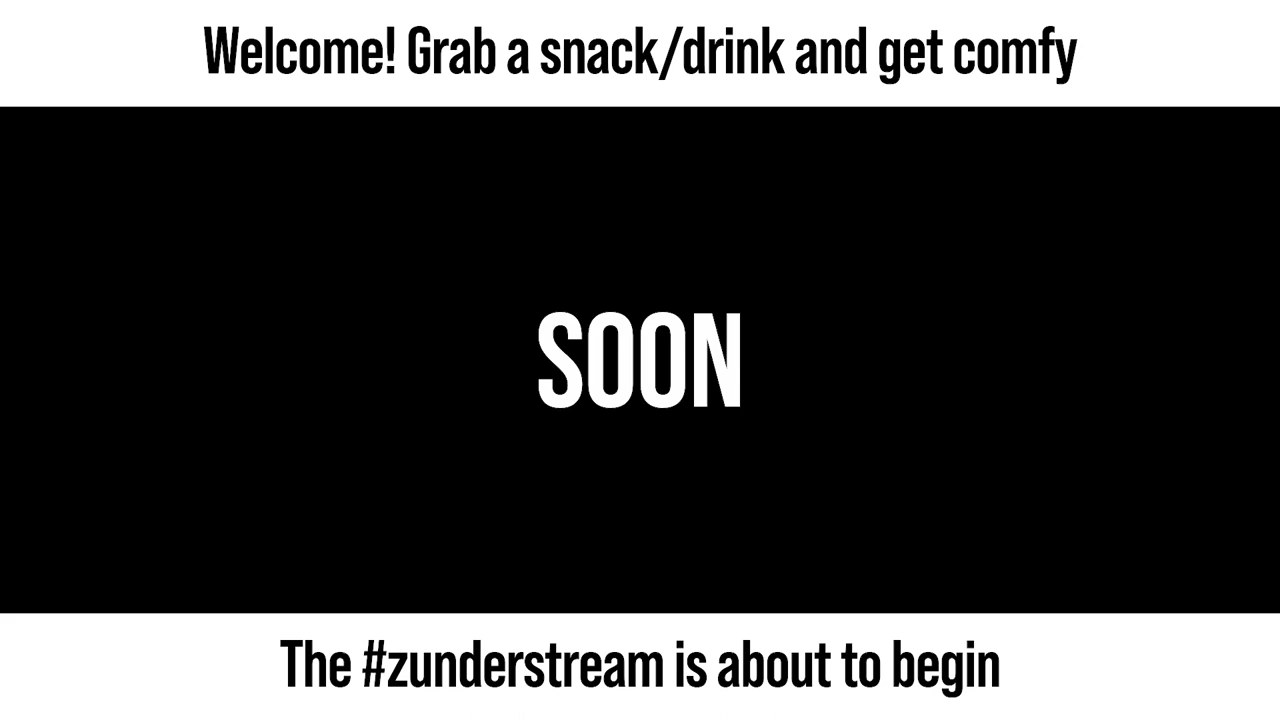 Welcome! Grab a snack/drink and get comfy
SOON
The #zunderstream is about to begin